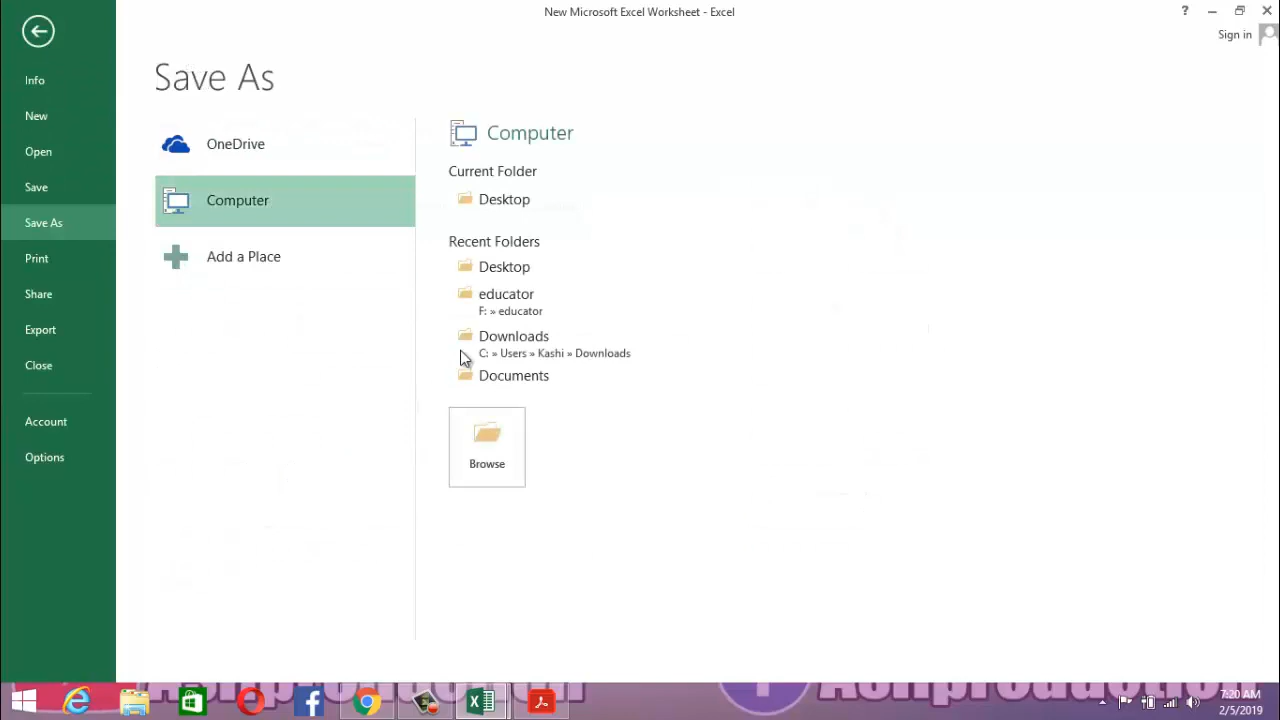 New Microsoft Excel Worksheet - Excel
?
Sign in
Info
New
Open
Save
Save As
Print
Share
Export
Close
Account
Options
Save As
OneDrive
Computer
Add a Place
Computer
Current Folder
Desktop
Recent Folders
Desktop
educator
F: » educator
Downloads
C: » Users » Kashi » Downloads
Documents
Browse
7:20 AM
2/5/2019